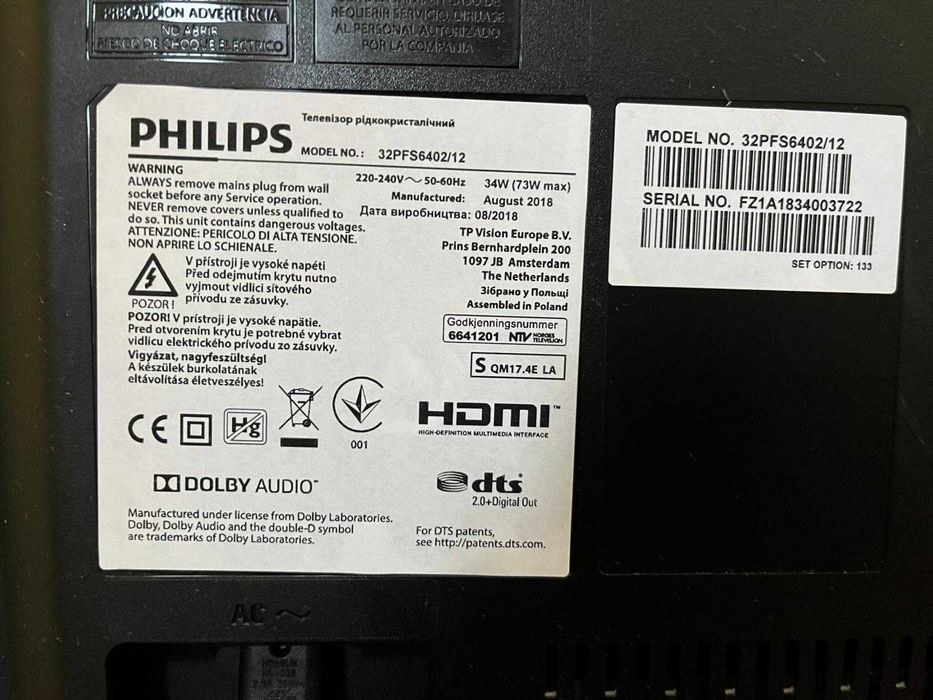 PRECAUCION ADVERTENCIA
NO ABRIR
RIESGO DE CHOQUE ELECTRICO
REQUERIR SERVICIO, DIRIJASE
AL PERSONAL AUTORIZADO
POR LA COMPANIA
PHILIPS
Телевізор рідкокристалічний
MODEL NO.: 32PFS6402/12
WARNING
ALWAYS remove mains plug from wall
socket before any Service operation.
NEVER remove covers unless qualified to
do so. This unit contains dangerous voltages.
ATTENZIONE: PERICOLO DI ALTA TENSIONE.
NON APRIRE LO SCHIENALE.
V přístroji je vysoké napětí
Před odejmutím krytu nutno
vyjmout vidlici sítového
přívodu ze zásuvky.
POZOR!
POZOR! V prístroji je vysoké napätie.
Pred otvorením krytu je potrebné vybrat
vidlicu elektrického prívodu zo zásuvky.
Vigyázat, nagyfeszültség!
A készülek burkolatának
eltávolítása életveszélyes!
220-240V～ 50-60Hz 34W (73W max)
Manufactured: August 2018
Дата виробництва: 08/2018
TP Vision Europe B.V.
Prins Bernhardplein 200
1097 JB Amsterdam
The Netherlands
Зібрано у Польщі
Assembled in Poland
Godkjenningsnummer
6641201 NTV NORGES TELEVISJON
S QM17.4E LA
CE Hg
001
HDMI™
HIGH-DEFINITION MULTIMEDIA INTERFACE
DOLBY AUDIO™
dts
2.0+Digital Out
Manufactured under license from Dolby Laboratories.
Dolby, Dolby Audio and the double-D symbol
are trademarks of Dolby Laboratories.
For DTS patents,
see http://patents.dts.com.
MODEL NO. 32PFS6402/12
SERIAL NO. FZ1A1834003722
SET OPTION: 133
AC ～